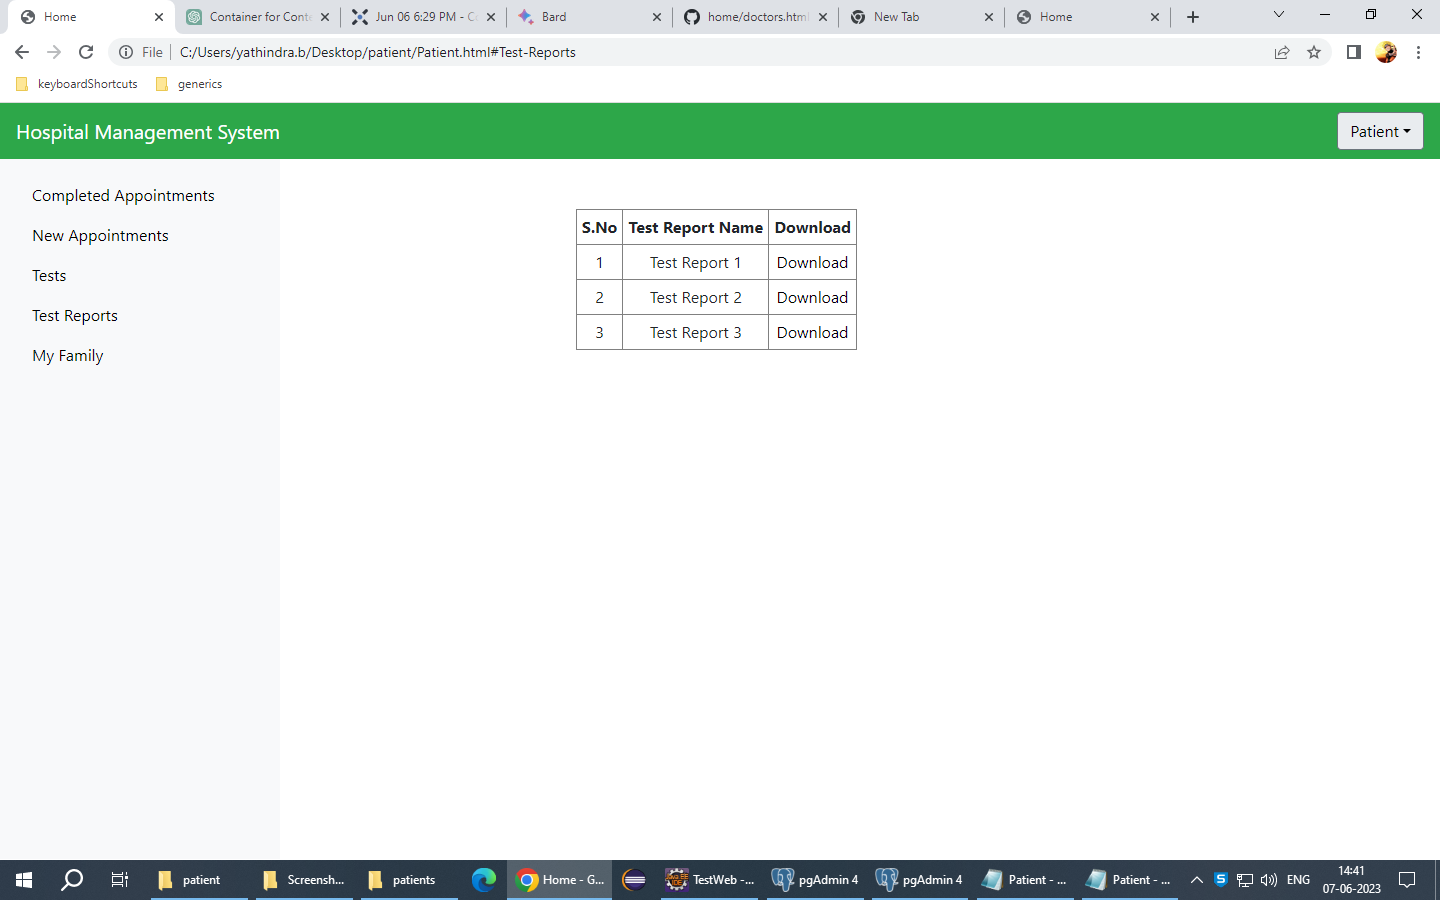 Home
Container for Conte
Jun 06 6:29 PM - Co
Bard
home/doctors.html
New Tab
Home
File
C:/Users/yathindra.b/Desktop/patient/Patient.html#Test-Reports
keyboardShortcuts
generics
Hospital Management System
Patient
Completed Appointments
New Appointments
Tests
Test Reports
My Family
S.No Test Report Name Download
1 Test Report 1 Download
2 Test Report 2 Download
3 Test Report 3 Download
patient
Screensh...
patients
Home - G...
TestWeb -...
pgAdmin 4
pgAdmin 4
Patient - ...
Patient - ...
ENG
14:41
07-06-2023